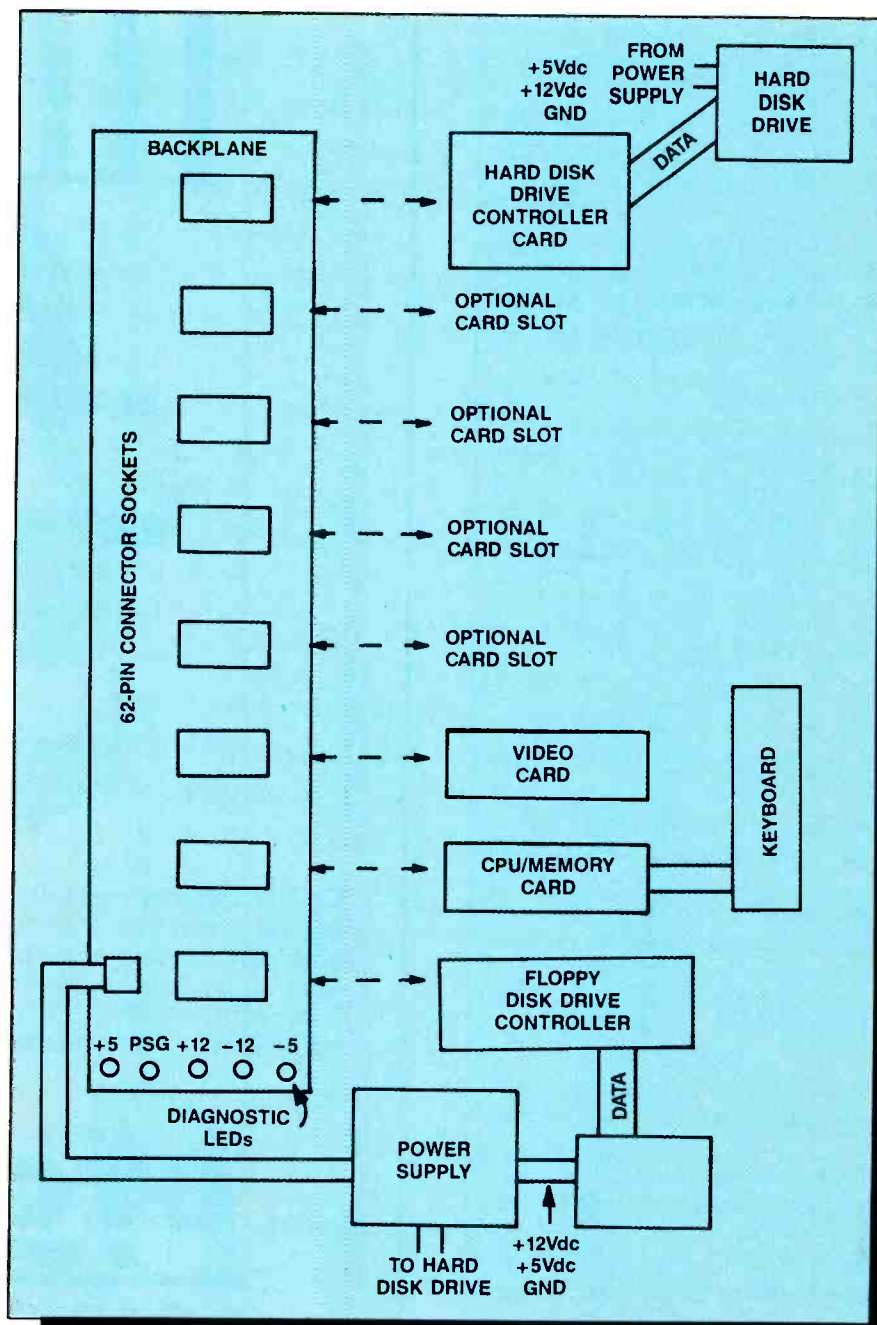 +5Vdc
+12Vdc
GND
FROM
POWER
SUPPLY
HARD
DISK
DRIVE
DATA
BACKPLANE
HARD DISK
DRIVE
CONTROLLER
CARD
OPTIONAL
CARD SLOT
OPTIONAL
CARD SLOT
OPTIONAL
CARD SLOT
OPTIONAL
CARD SLOT
62-PIN CONNECTOR SOCKETS
VIDEO
CARD
CPU/MEMORY
CARD
KEYBOARD
FLOPPY
DISK DRIVE
CONTROLLER
DATA
+5 PSG +12 −12 −5
DIAGNOSTIC
LEDs
POWER
SUPPLY
+12Vdc
+5Vdc
GND
TO HARD
DISK DRIVE